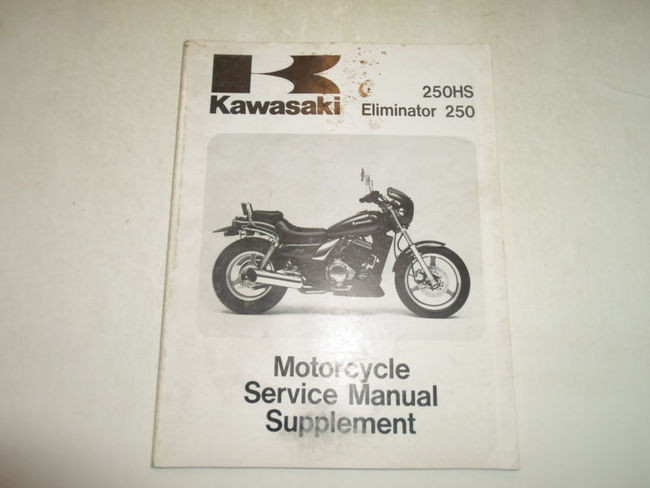 Kawasaki
250HS
Eliminator 250
Motorcycle
Service Manual
Supplement